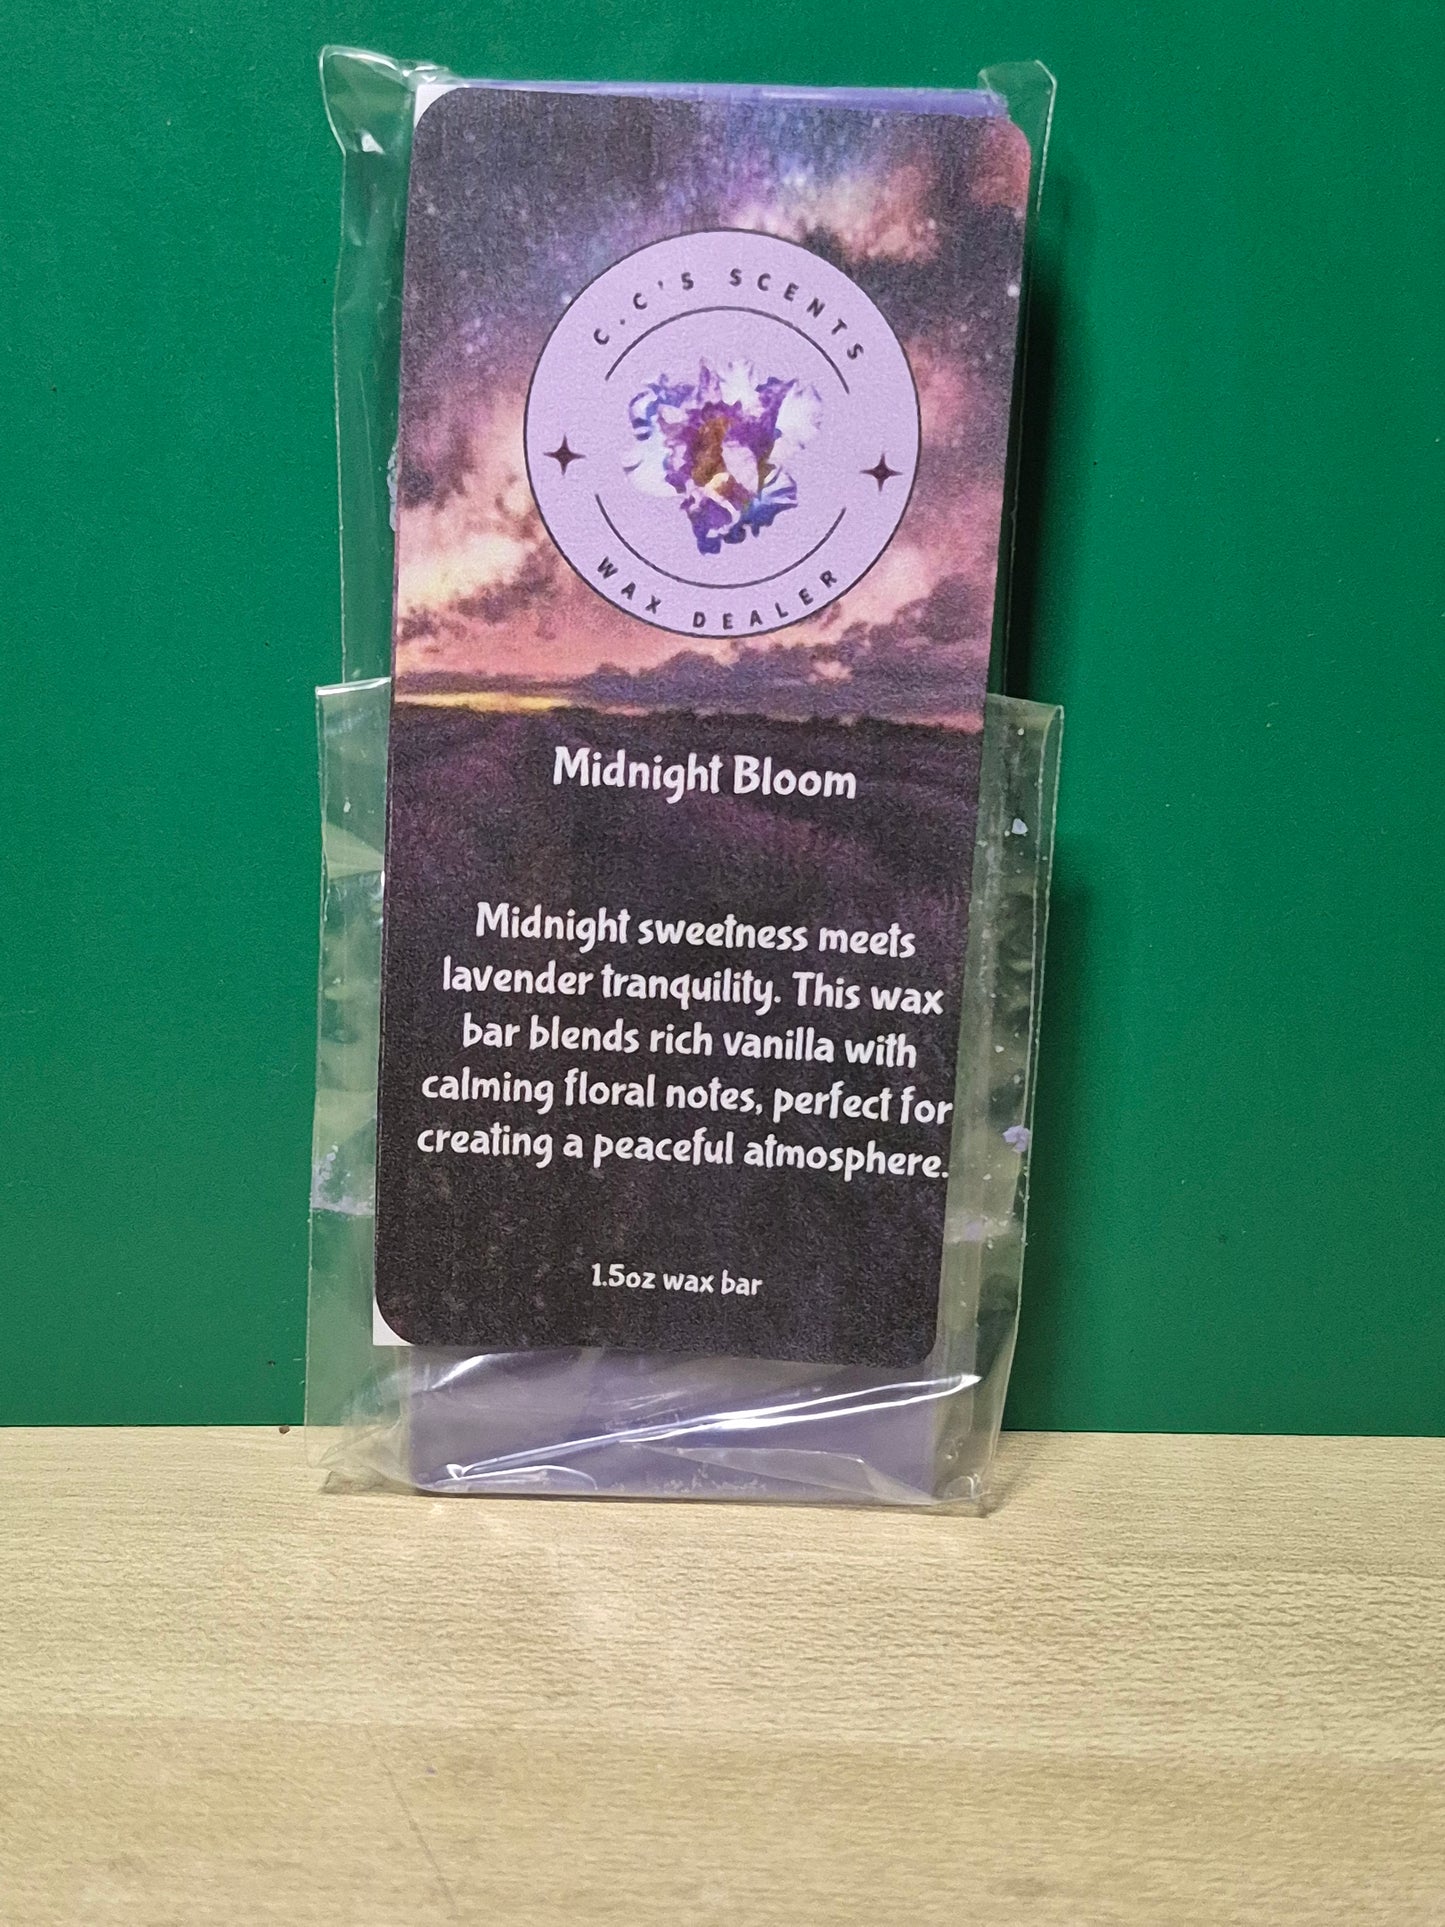 C.C'S SCENTS
WAX DEALER
Midnight Bloom
Midnight sweetness meets
lavender tranquility. This wax
bar blends rich vanilla with
calming floral notes, perfect for
creating a peaceful atmosphere.
1.5oz wax bar